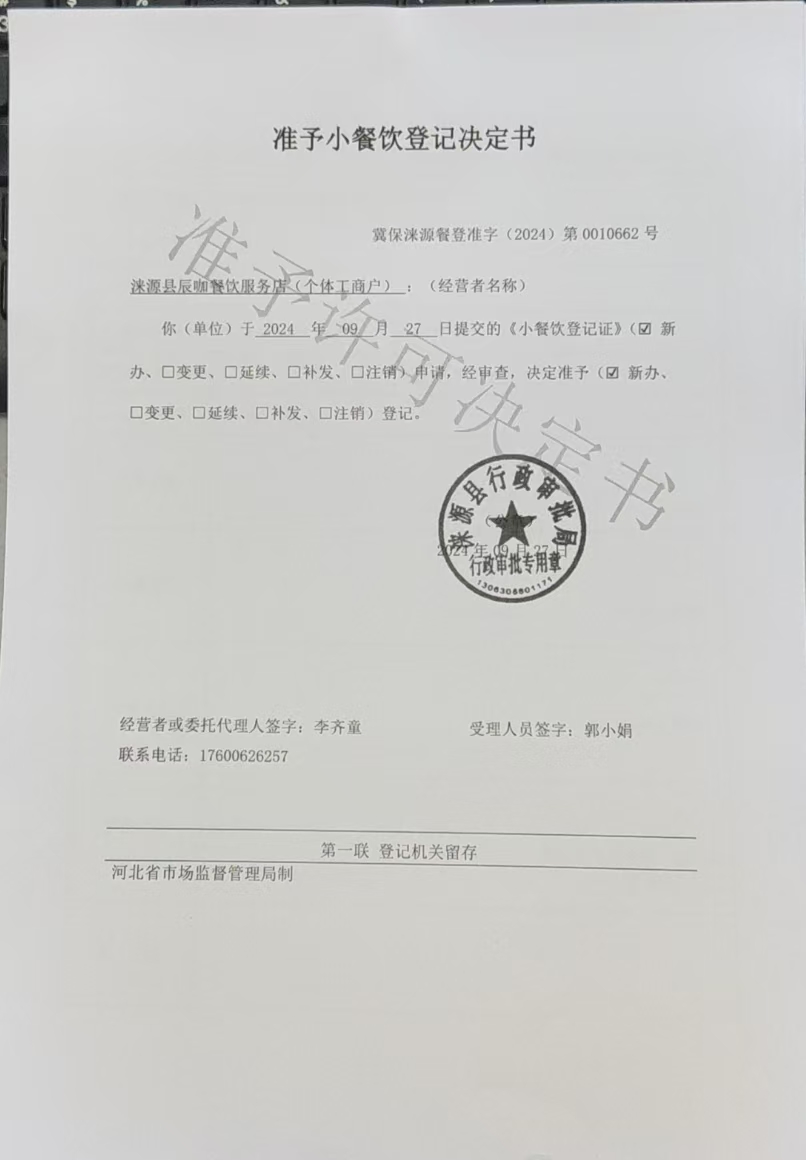 准予小餐饮登记决定书
冀保涞源餐登准字（2024）第 0010662 号
涞源县辰咖餐饮服务店（个体工商户）：（经营者名称）
你（单位）于 2024 年 09 月 27 日提交的《小餐饮登记证》（☑ 新
办、☐变更、☐延续、☐补发、☐注销）申请，经审查，决定准予（☑ 新办、
☐变更、☐延续、☐补发、☐注销）登记。
准予许可决定书
涞源县行政审批局
2024 年 09 月 27 日
行政审批专用章
1306306801171
经营者或委托代理人签字：李齐童
受理人员签字：郭小娟
联系电话：17600626257
第一联 登记机关留存
河北省市场监督管理局制